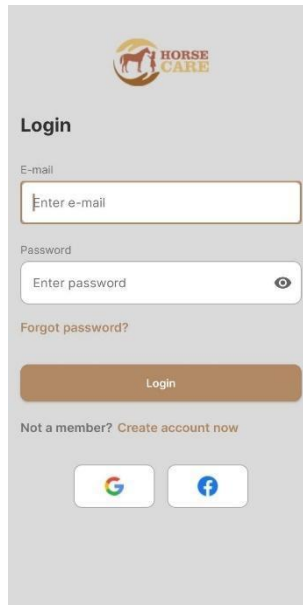 HORSE
CARE
Login
E-mail
Enter e-mail
Password
Enter password
Forgot password?
Login
Not a member? Create account now